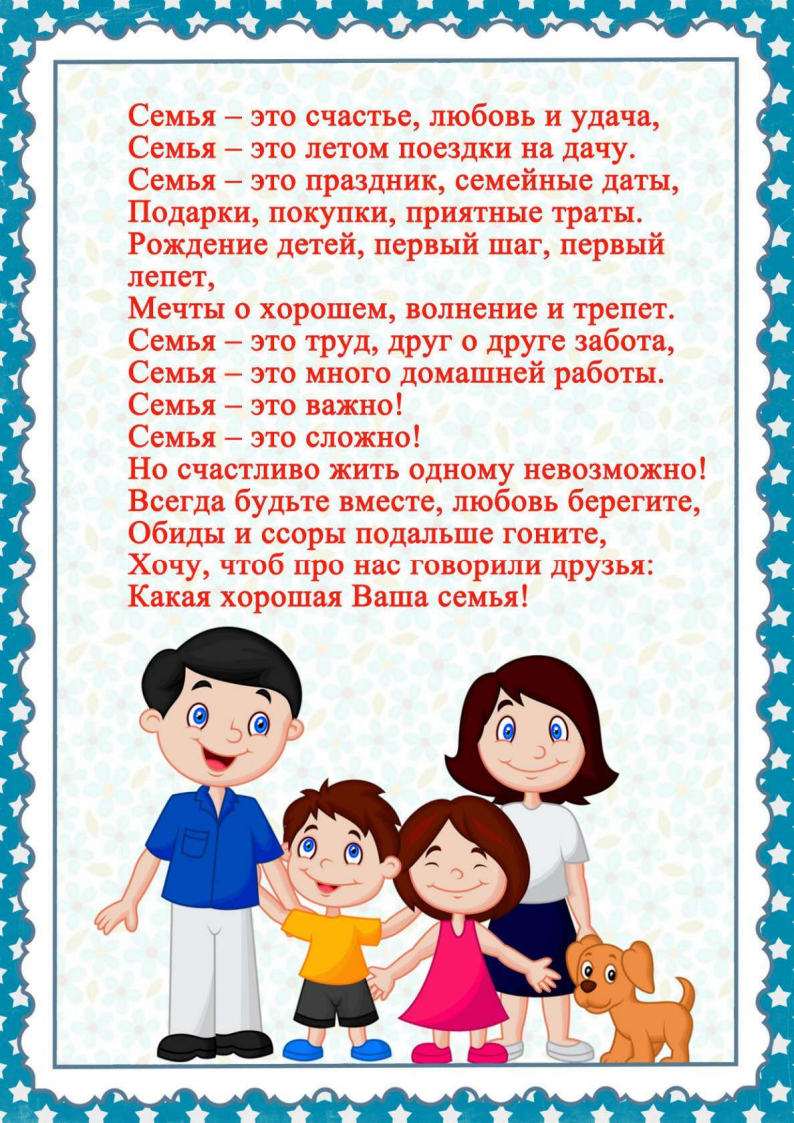 Семья – это счастье, любовь и удача,
Семья – это летом поездки на дачу.
Семья – это праздник, семейные даты,
Подарки, покупки, приятные траты.
Рождение детей, первый шаг, первый
лепет,
Мечты о хорошем, волнение и трепет.
Семья – это труд, друг о друге забота,
Семья – это много домашней работы.
Семья – это важно!
Семья – это сложно!
Но счастливо жить одному невозможно!
Всегда будьте вместе, любовь берегите,
Обиды и ссоры подальше гоните,
Хочу, чтоб про нас говорили друзья:
Какая хорошая Ваша семья!